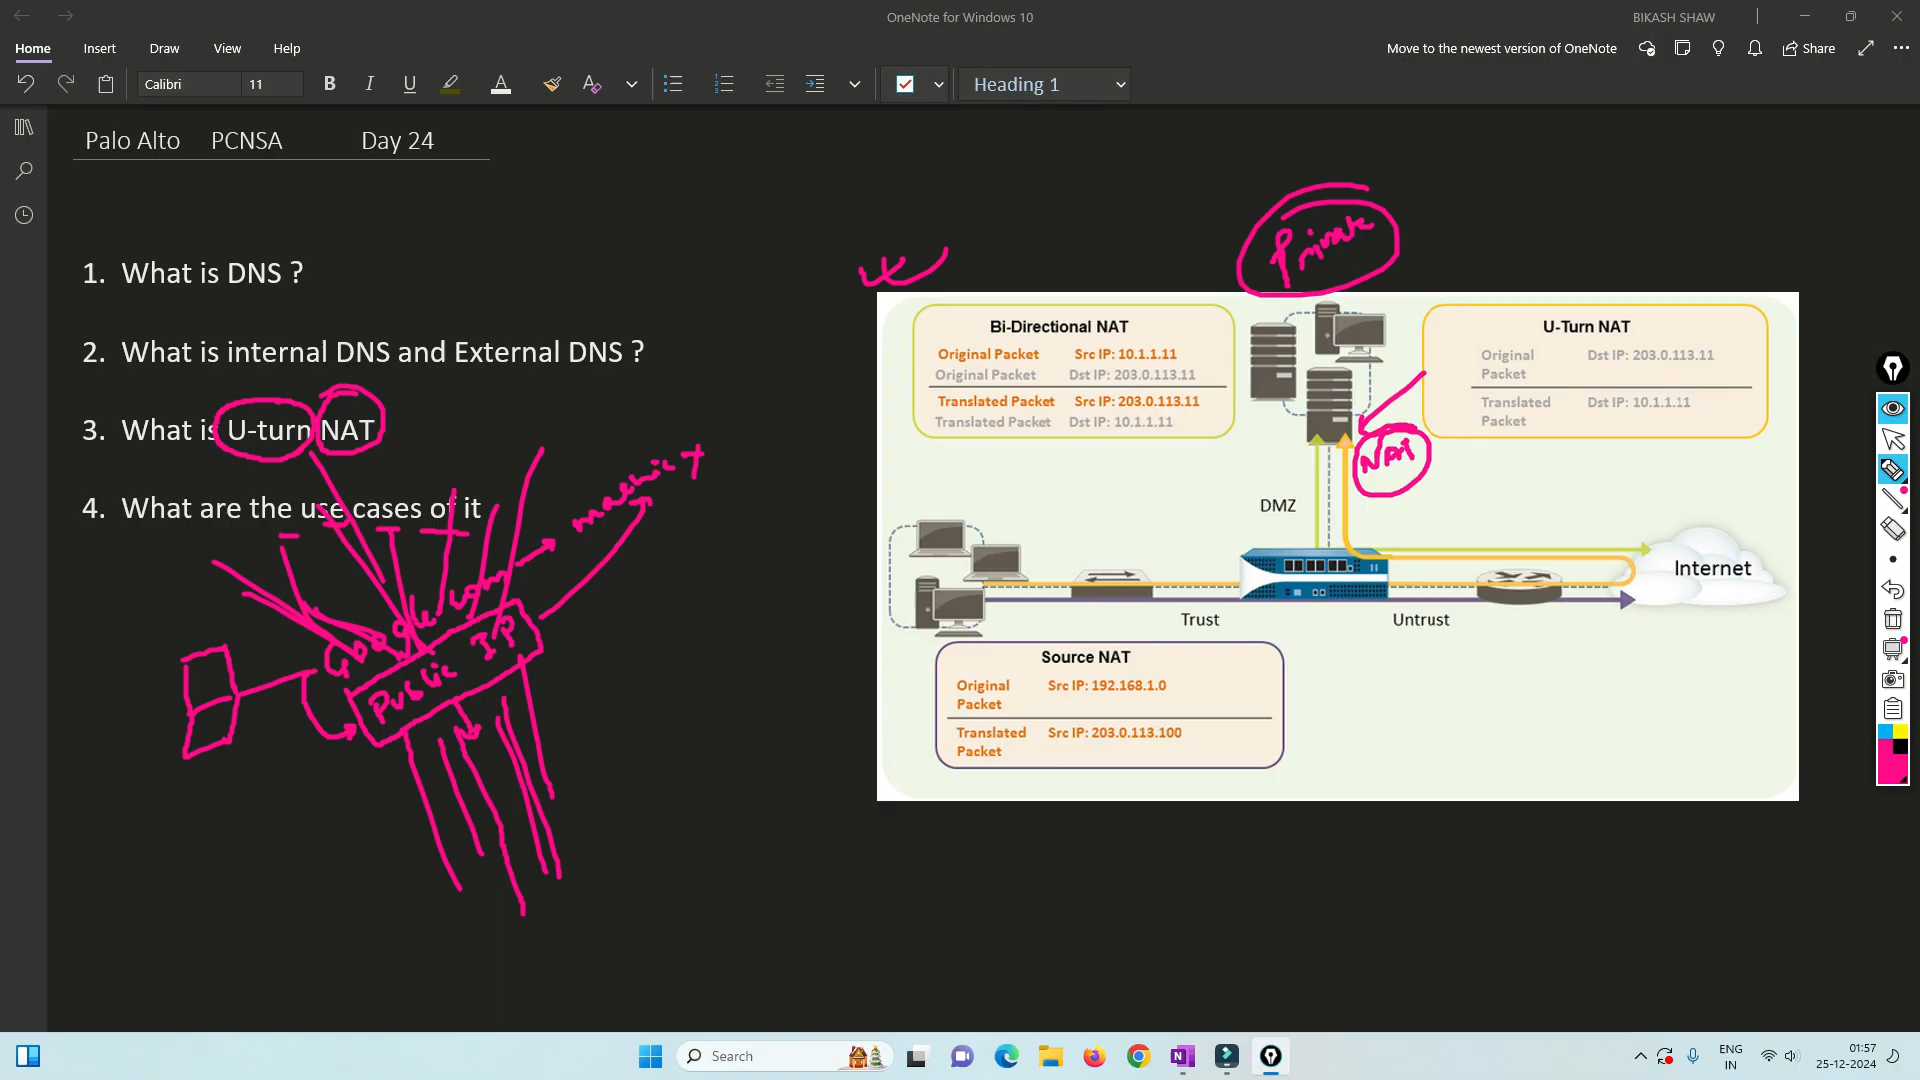 OneNote for Windows 10
BIKASH SHAW
Home Insert Draw View Help
Move to the newest version of OneNote
Share
Calibri 11 B I U A A Heading 1
Palo Alto PCNSA Day 24
1. What is DNS ?
2. What is internal DNS and External DNS ?
3. What is U-turn NAT
4. What are the use cases of it
Public IP
Private
Bi-Directional NAT
Original Packet Src IP: 10.1.1.11
Original Packet Dst IP: 203.0.113.11
Translated Packet Src IP: 203.0.113.11
Translated Packet Dst IP: 10.1.1.11
U-Turn NAT
Original Packet Dst IP: 203.0.113.11
Translated Packet Dst IP: 10.1.1.11
DMZ
Internet
Trust
Untrust
Source NAT
Original Packet Src IP: 192.168.1.0
Translated Packet Src IP: 203.0.113.100
Search
ENG
IN
01:57
25-12-2024